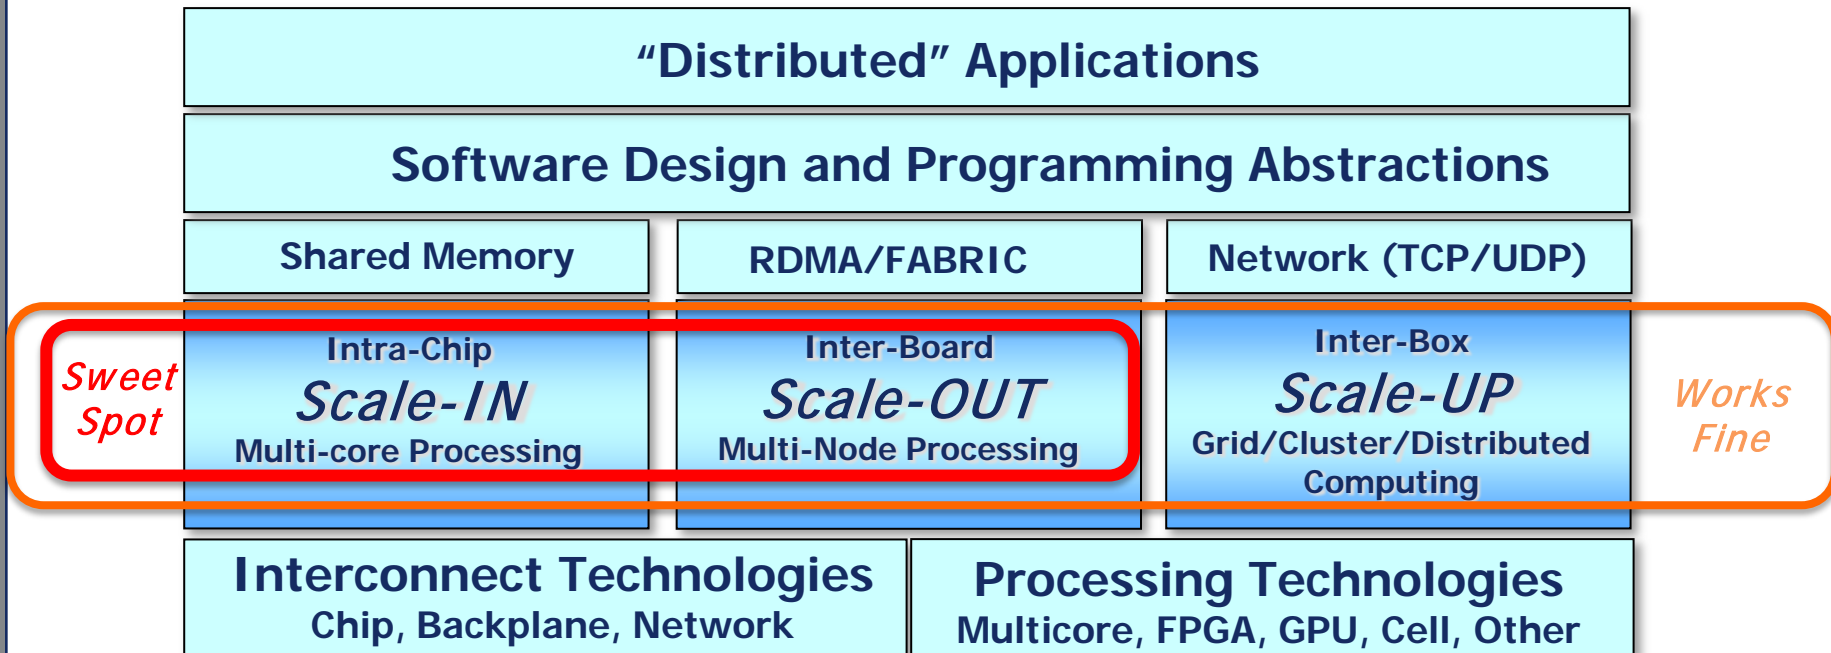 “Distributed” Applications
Software Design and Programming Abstractions
Shared Memory
RDMA/FABRIC
Network (TCP/UDP)
Sweet
Spot
Intra-Chip
Scale-IN
Multi-core Processing
Inter-Board
Scale-OUT
Multi-Node Processing
Inter-Box
Scale-UP
Grid/Cluster/Distributed
Computing
Works
Fine
Interconnect Technologies
Chip, Backplane, Network
Processing Technologies
Multicore, FPGA, GPU, Cell, Other